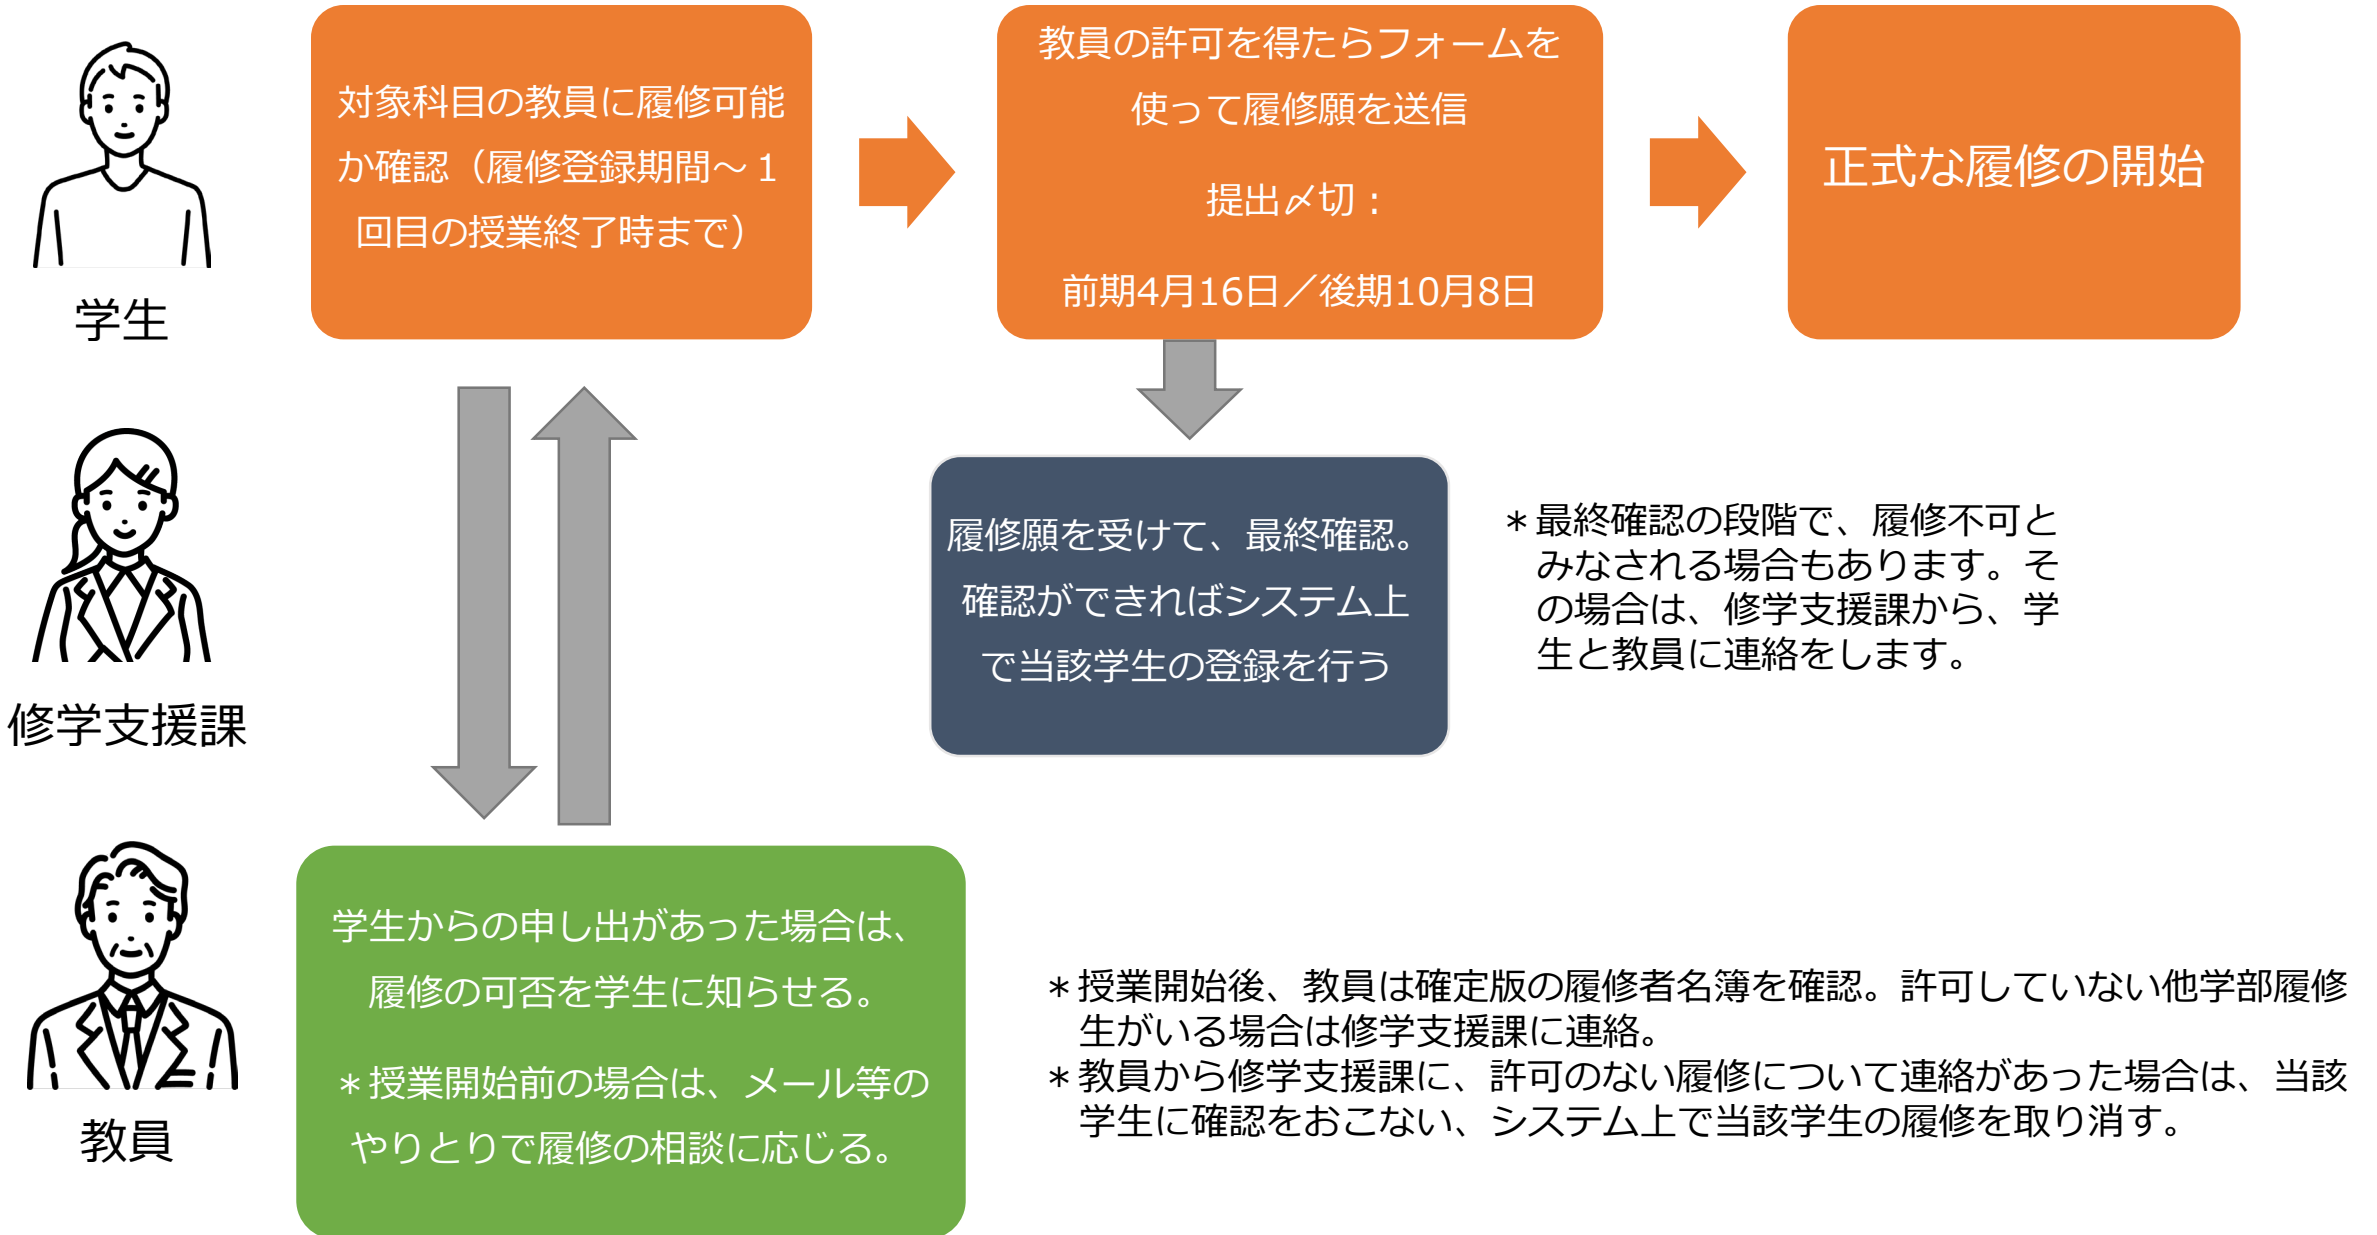 対象科目の教員に履修可能
か確認（履修登録期間～１
回目の授業終了時まで）
教員の許可を得たらフォームを
使って履修願を送信
提出〆切：
前期4月16日／後期10月8日
正式な履修の開始
学生
履修願を受けて、最終確認。
確認ができればシステム上
で当該学生の登録を行う
＊最終確認の段階で、履修不可と
みなされる場合もあります。そ
の場合は、修学支援課から、学
生と教員に連絡をします。
修学支援課
学生からの申し出があった場合は、
履修の可否を学生に知らせる。
＊授業開始前の場合は、メール等の
やりとりで履修の相談に応じる。
＊授業開始後、教員は確定版の履修者名簿を確認。許可していない他学部履修
生がいる場合は修学支援課に連絡。
＊教員から修学支援課に、許可のない履修について連絡があった場合は、当該
学生に確認をおこない、システム上で当該学生の履修を取り消す。
教員